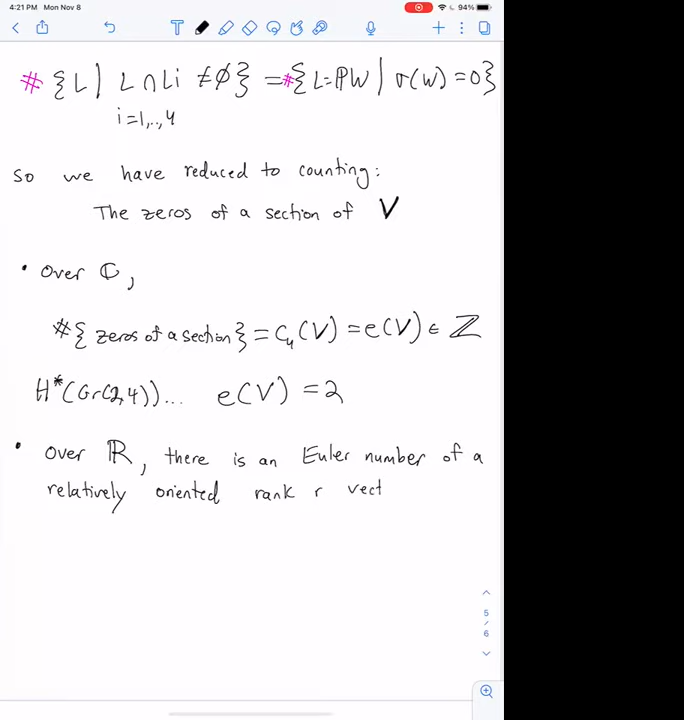 4:21 PM Mon Nov 8
94%
# { L | L ∩ Li ≠ ∅ } = # { L = ℙW | σ(W) = 0 }
i = 1, .., 4
So we have reduced to counting:
The zeros of a section of V
• Over ℂ,
# { zeros of a section } = C₄(V) = e(V) ∈ ℤ
H*(Gr(2,4))... e(V) = 2
• Over ℝ, there is an Euler number of a
relatively oriented rank r vect
5
/
6